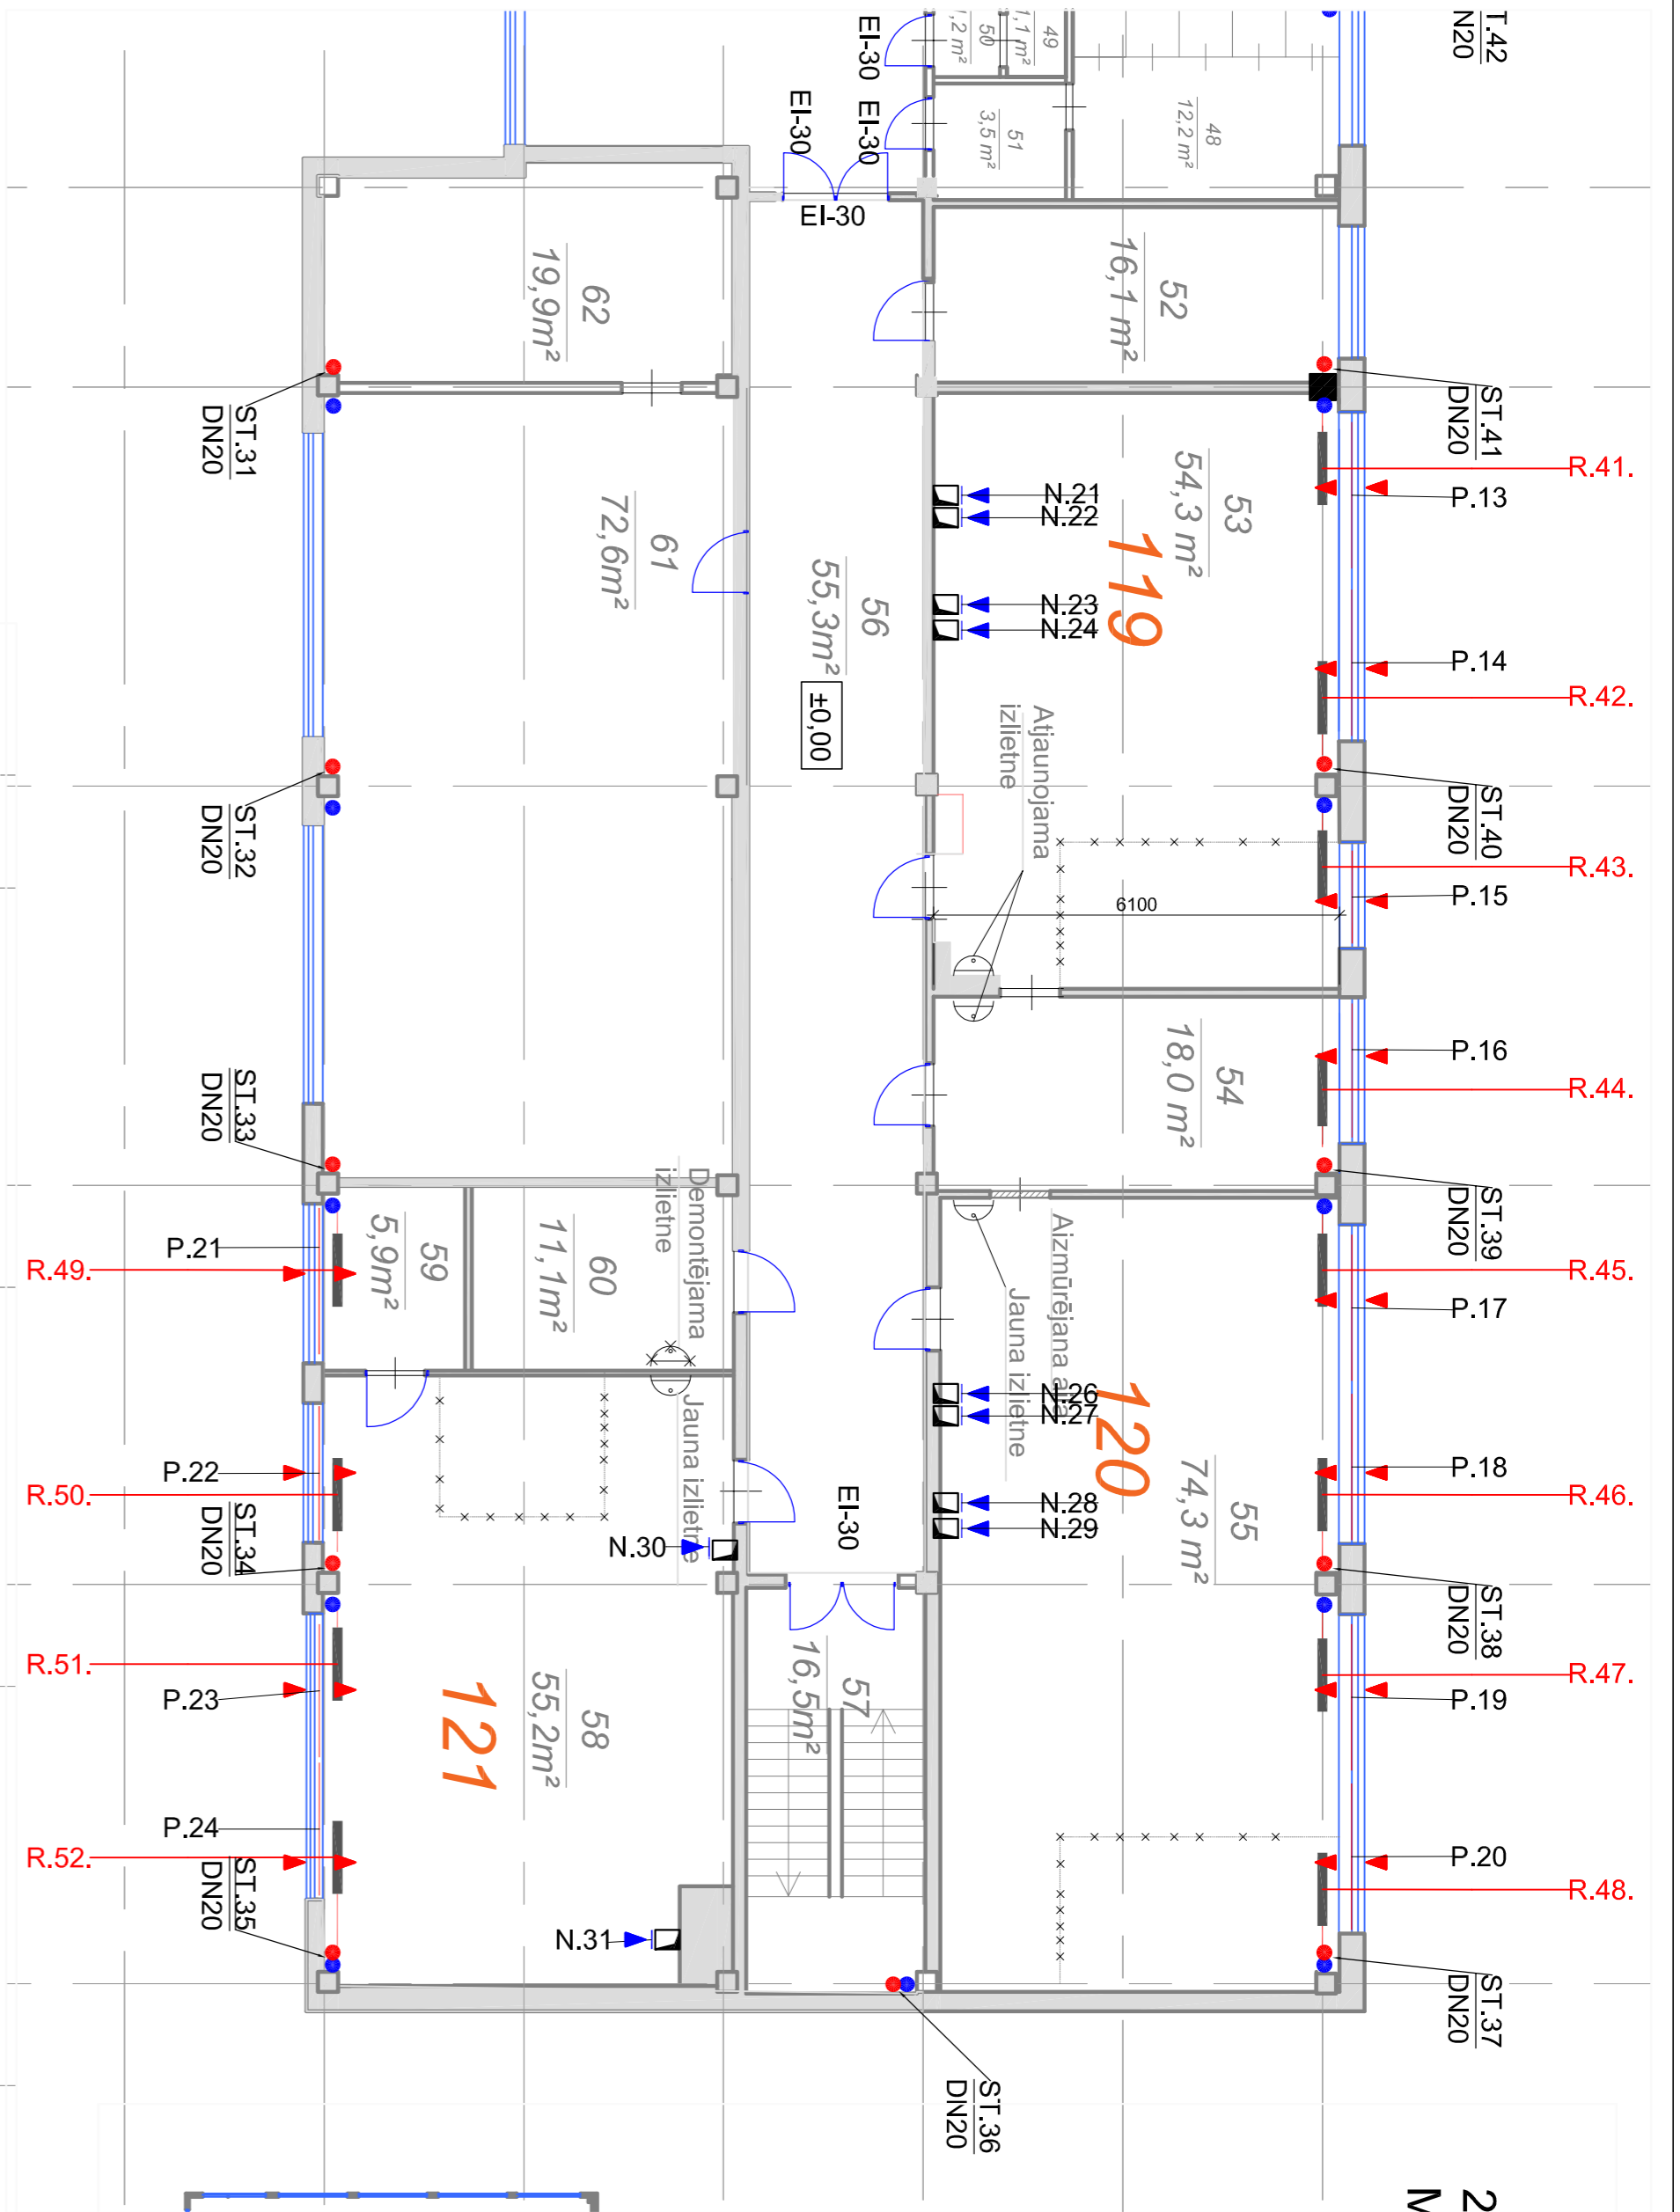 T.42
N20
EI-30
EI-30
EI-30
EI-30
49
1,1 m²
50
,2 m²
51
3,5 m²
48
12,2 m²
62
19,9m²
52
16,1 m²
ST.31
DN20
ST.41
DN20
R.41.
P.13
53
54,3 m²
N.21
N.22
119
61
72,6m²
56
55,3m²
N.23
N.24
P.14
R.42.
±0,00
Atjaunojama
izlietne
ST.32
DN20
ST.40
DN20
R.43.
P.15
6100
54
18,0 m²
P.16
R.44.
ST.33
DN20
Demontējama
izlietne
ST.39
DN20
P.21
R.49.
59
5,9m²
60
11,1m²
Aizmūrējana
Jauna izlietne
R.45.
P.17
N.26
N.27
120
Jauna izlietne
P.22
R.50.
ST.34
DN20
N.30
EI-30
N.28
N.29
55
74,3 m²
P.18
R.46.
ST.38
DN20
R.51.
P.23
58
55,2m²
121
57
16,5m²
R.47.
P.19
P.24
R.52.
ST.35
DN20
N.31
P.20
R.48.
ST.37
DN20
ST.36
DN20
2
M